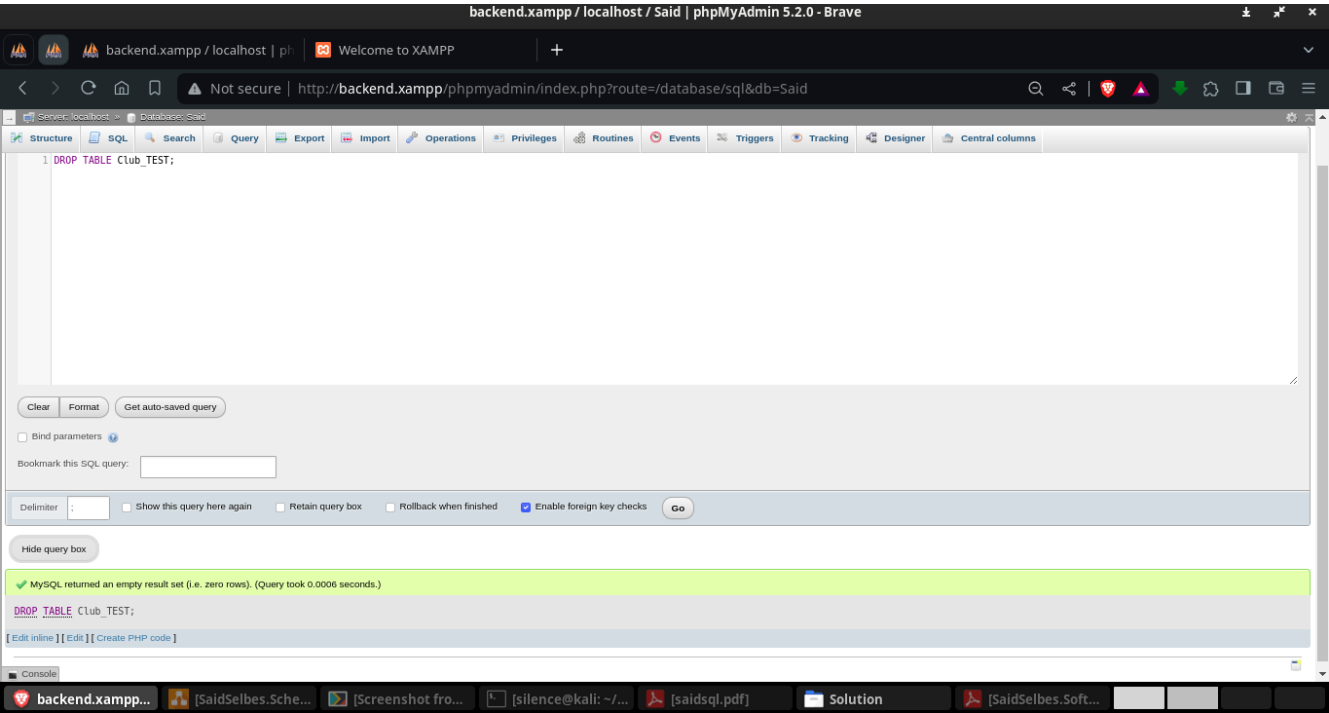 backend.xampp / localhost / Said | phpMyAdmin 5.2.0 - Brave
backend.xampp / localhost | ph
Welcome to XAMPP
Not secure | http://backend.xampp/phpmyadmin/index.php?route=/database/sql&db=Said
Server: localhost » Database: Said
Structure SQL Search Query Export Import Operations Privileges Routines Events Triggers Tracking Designer Central columns
1 DROP TABLE Club_TEST;
Clear Format Get auto-saved query
Bind parameters
Bookmark this SQL query:
Delimiter ; Show this query here again Retain query box Rollback when finished Enable foreign key checks Go
Hide query box
MySQL returned an empty result set (i.e. zero rows). (Query took 0.0006 seconds.)
DROP TABLE Club_TEST;
[ Edit inline ] [ Edit ] [ Create PHP code ]
Console
backend.xampp... [SaidSelbes.Sche... [Screenshot fro... [silence@kali: ~/... [saidsql.pdf] Solution [SaidSelbes.Soft...